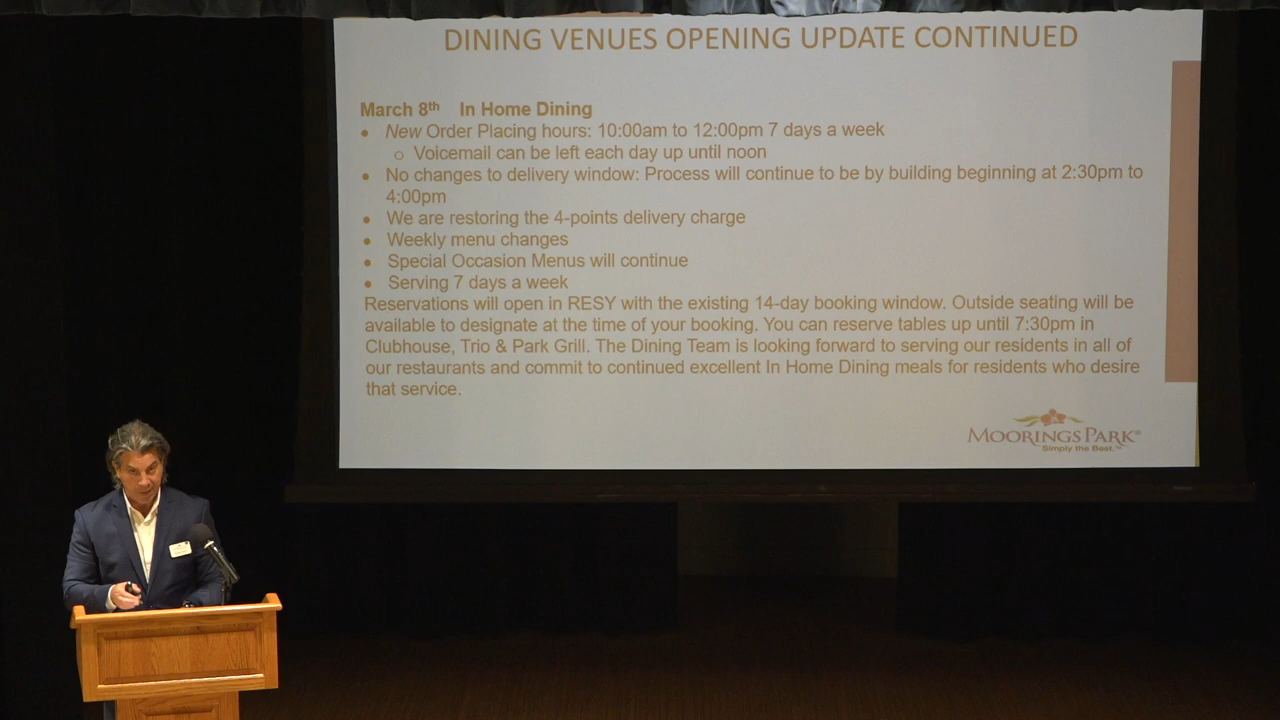 DINING VENUES OPENING UPDATE CONTINUED
March 8th In Home Dining
• New Order Placing hours: 10:00am to 12:00pm 7 days a week
○ Voicemail can be left each day up until noon
• No changes to delivery window: Process will continue to be by building beginning at 2:30pm to
4:00pm
• We are restoring the 4-points delivery charge
• Weekly menu changes
• Special Occasion Menus will continue
• Serving 7 days a week
Reservations will open in RESY with the existing 14-day booking window. Outside seating will be
available to designate at the time of your booking. You can reserve tables up until 7:30pm in
Clubhouse, Trio & Park Grill. The Dining Team is looking forward to serving our residents in all of
our restaurants and commit to continued excellent In Home Dining meals for residents who desire
that service.
MOORINGS PARK®
Simply the Best.™